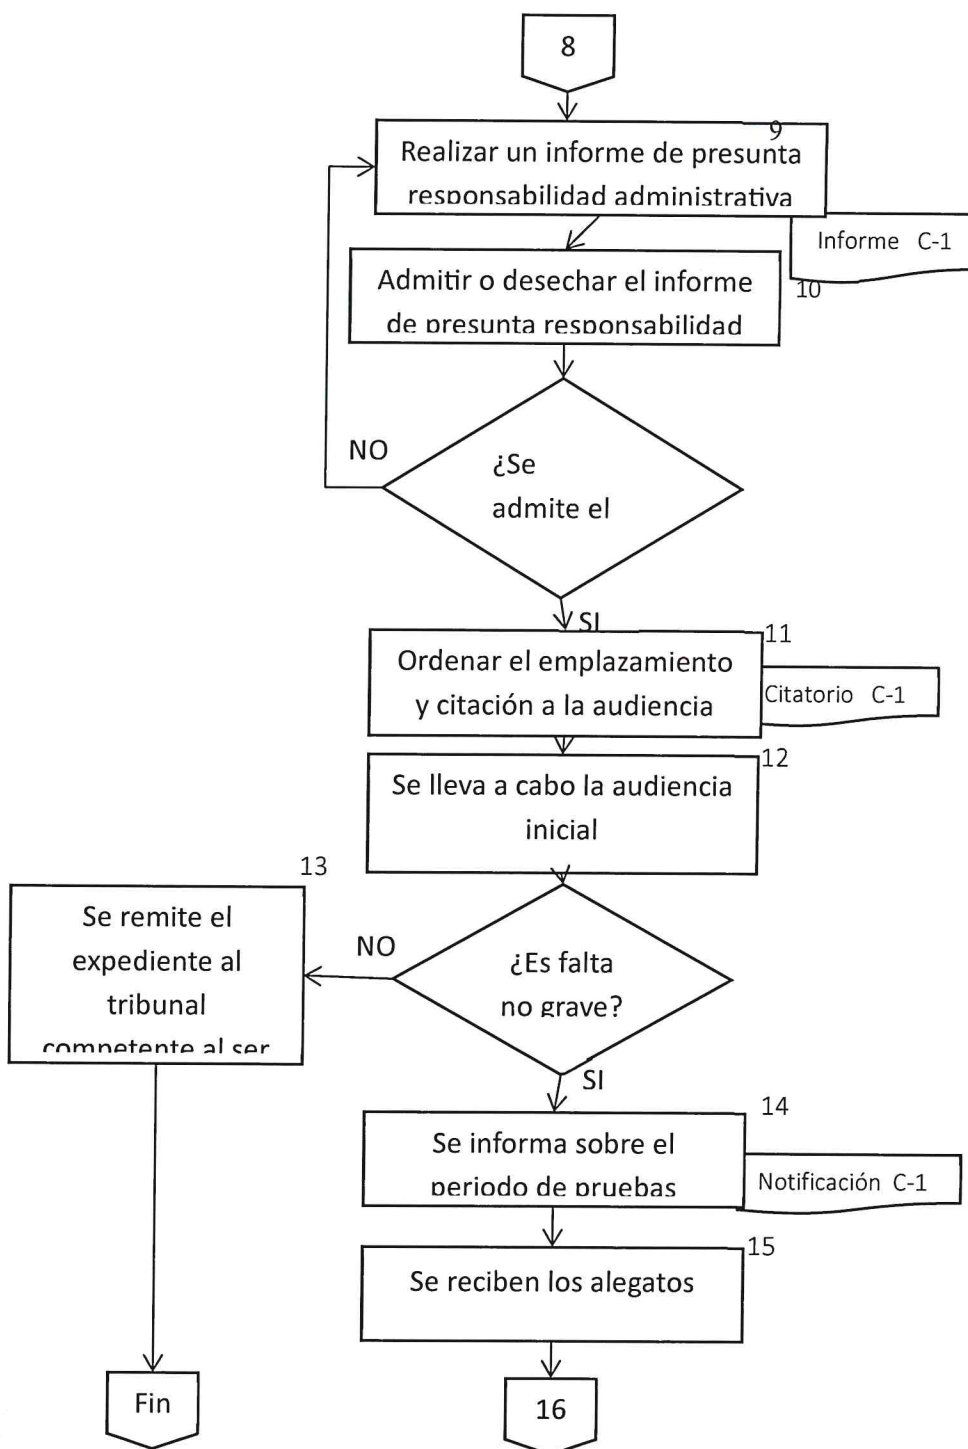 8
9
Realizar un informe de presunta
responsabilidad administrativa
Informe C-1
10
Admitir o desechar el informe
de presunta responsabilidad
NO
¿Se
admite el
SI
11
Ordenar el emplazamiento
y citación a la audiencia
Citatorio C-1
12
Se lleva a cabo la audiencia
inicial
13
Se remite el
expediente al
tribunal
competente al ser
NO
¿Es falta
no grave?
SI
14
Se informa sobre el
periodo de pruebas
Notificación C-1
15
Se reciben los alegatos
Fin
16